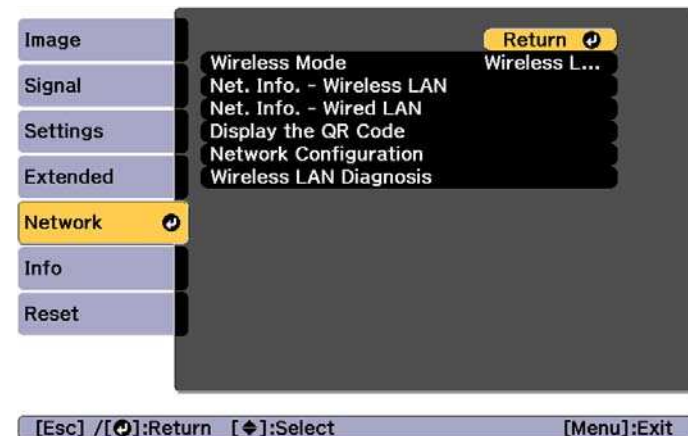 Image
Signal
Settings
Extended
Network
Info
Reset
Return
Wireless Mode Wireless L...
Net. Info. - Wireless LAN
Net. Info. - Wired LAN
Display the QR Code
Network Configuration
Wireless LAN Diagnosis
[Esc] /[⏎]:Return [◆]:Select [Menu]:Exit